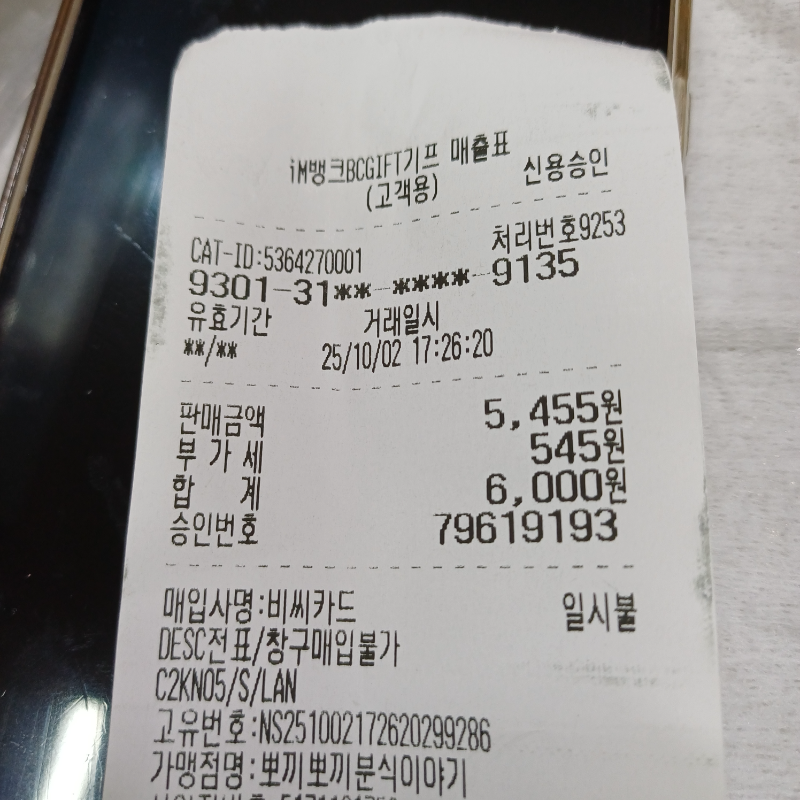 iM뱅크BCGIFT기프 매출표
(고객용) 신용승인
CAT-ID:5364270001 처리번호9253
9301-31**-****-9135
유효기간 거래일시
**/** 25/10/02 17:26:20
판매금액 5,455원
부가세 545원
합 계 6,000원
승인번호 79619193
매입사명:비씨카드 일시불
DESC전표/창구매입불가
C2KN05/S/LAN
고유번호:NS251002172620299286
가맹점명:뽀끼뽀끼분식이야기